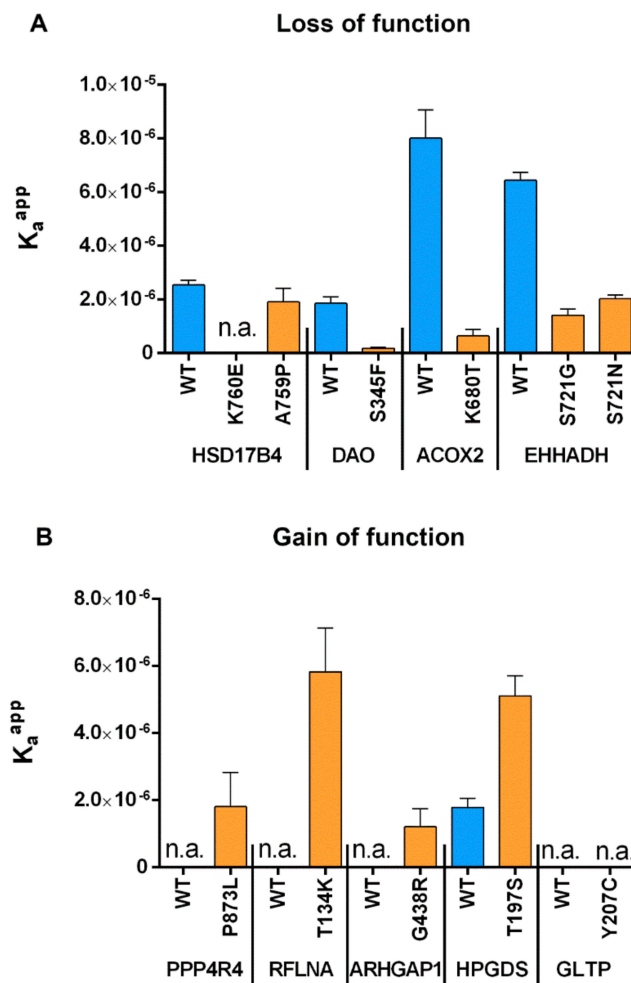 A Loss of function
1.0×10⁻⁵
8.0×10⁻⁶
6.0×10⁻⁶
4.0×10⁻⁶
2.0×10⁻⁶
0
Kₐᵃᵖᵖ
n.a.
WT K760E A759P WT S345F WT K680T WT S721G S721N
HSD17B4 DAO ACOX2 EHHADH
B Gain of function
8.0×10⁻⁶
6.0×10⁻⁶
4.0×10⁻⁶
2.0×10⁻⁶
0
Kₐᵃᵖᵖ
n.a. n.a. n.a. n.a. n.a.
WT P873L WT T134K WT G438R WT T197S WT Y207C
PPP4R4 RFLNA ARHGAP1 HPGDS GLTP